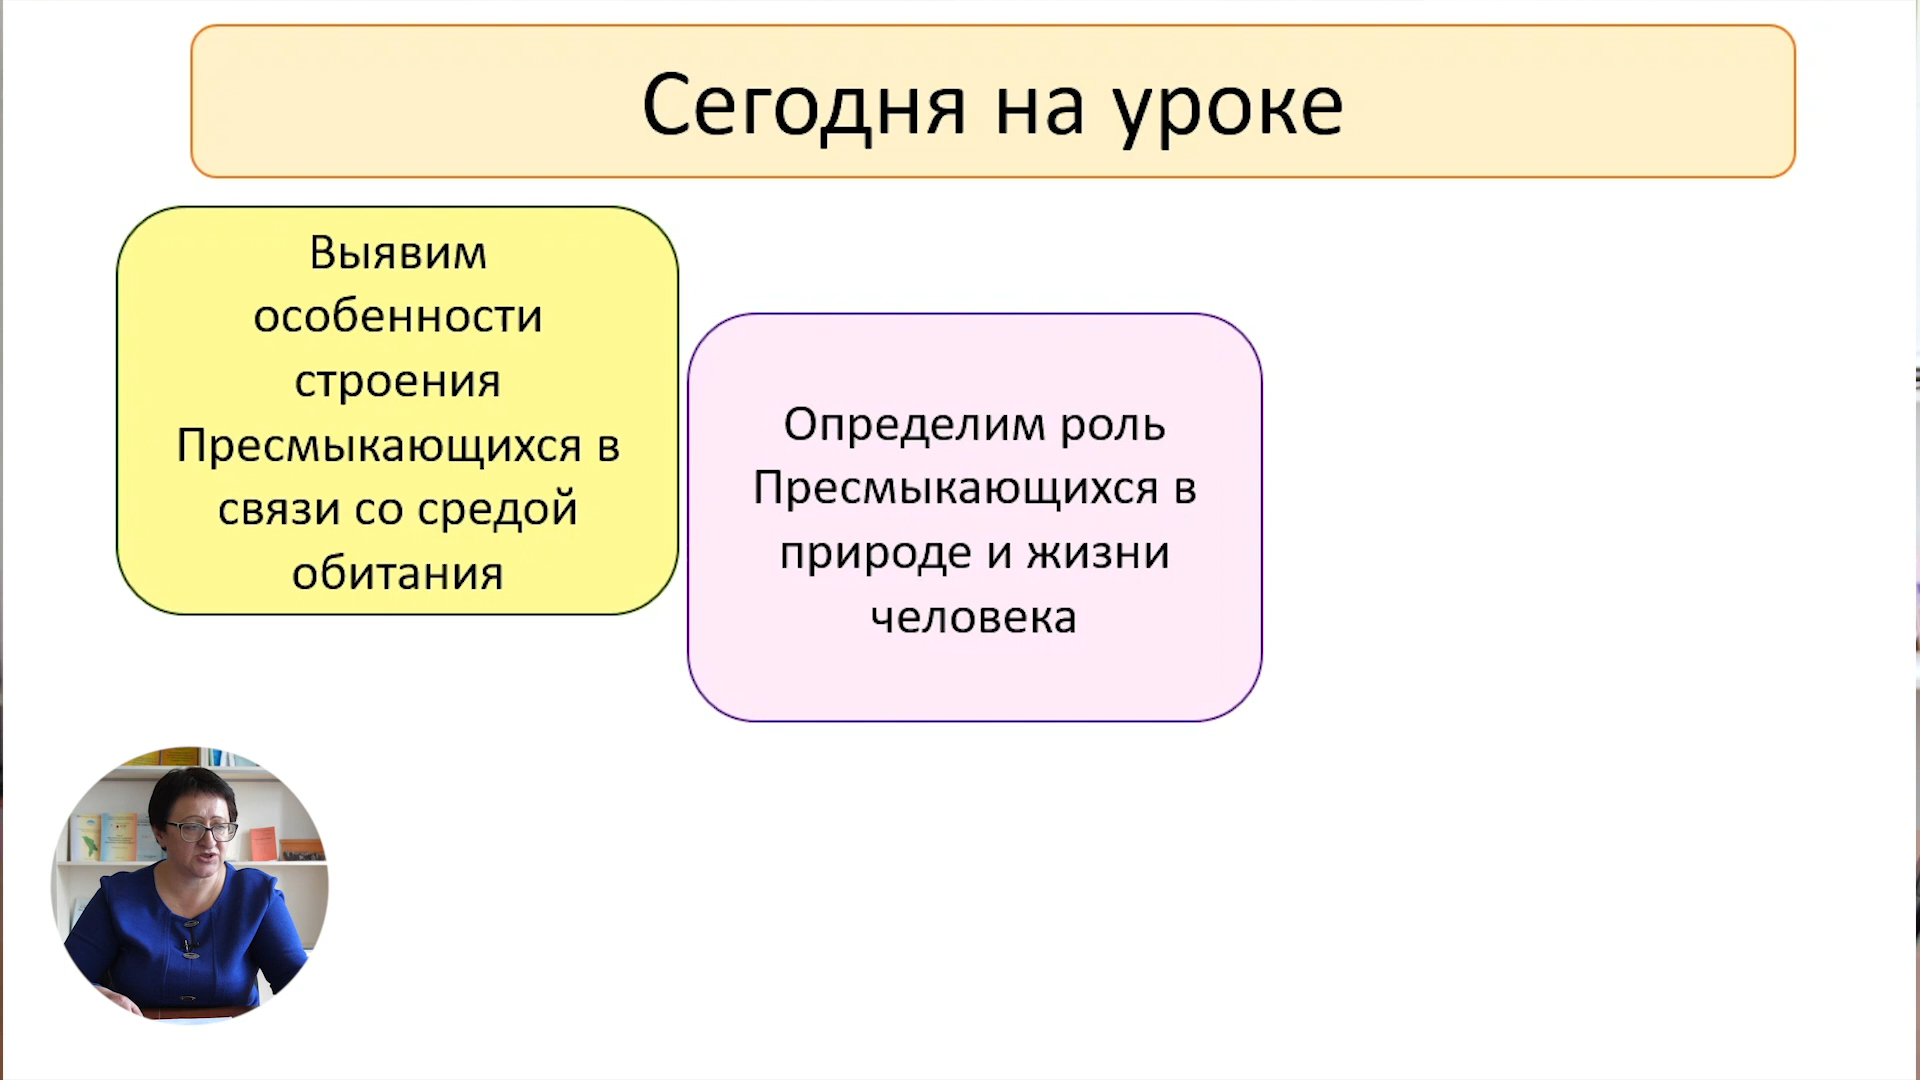 Сегодня на уроке
Выявим
особенности
строения
Пресмыкающихся в
связи со средой
обитания
Определим роль
Пресмыкающихся в
природе и жизни
человека